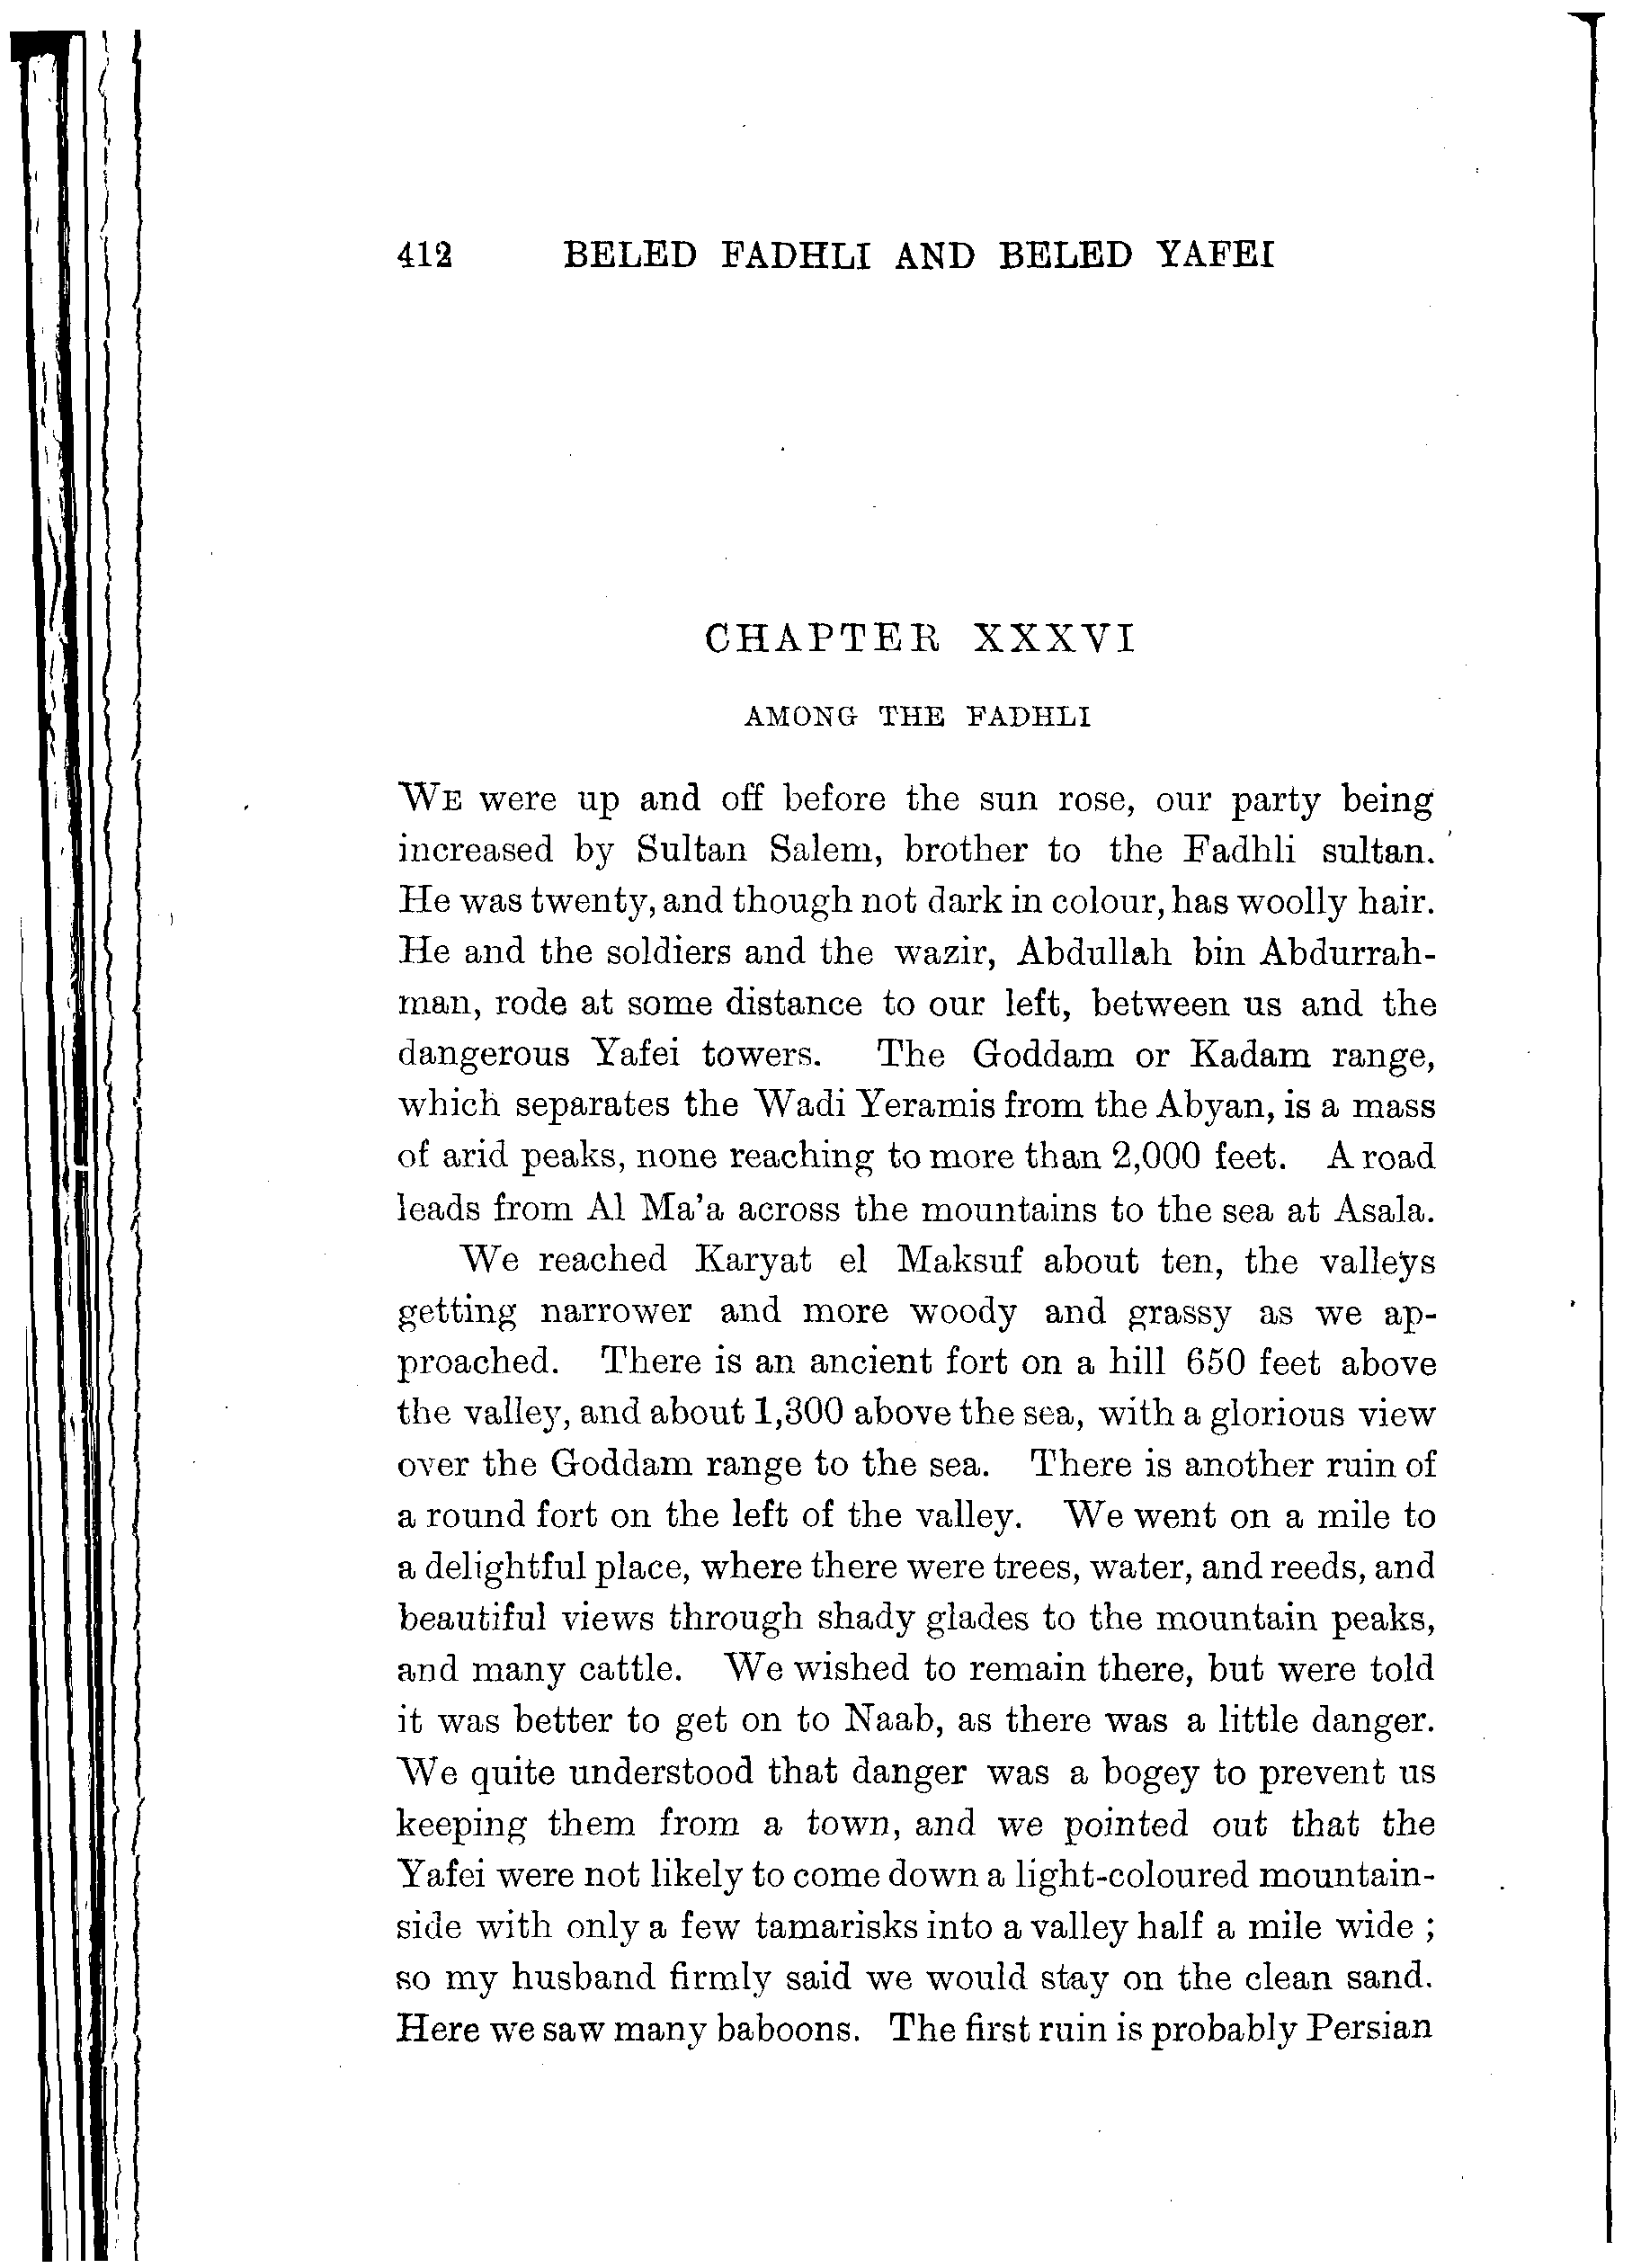 412 BELED FADHLI AND BELED YAFEI
CHAPTER XXXVI
AMONG THE FADHLI
WE were up and off before the sun rose, our party being
increased by Sultan Salem, brother to the Fadhli sultan.
He was twenty, and though not dark in colour, has woolly hair.
He and the soldiers and the wazir, Abdullah bin Abdurrah-
man, rode at some distance to our left, between us and the
dangerous Yafei towers. The Goddam or Kadam range,
which separates the Wadi Yeramis from the Abyan, is a mass
of arid peaks, none reaching to more than 2,000 feet. A road
leads from Al Ma'a across the mountains to the sea at Asala.
We reached Karyat el Maksuf about ten, the valleys
getting narrower and more woody and grassy as we ap-
proached. There is an ancient fort on a hill 650 feet above
the valley, and about 1,300 above the sea, with a glorious view
over the Goddam range to the sea. There is another ruin of
a round fort on the left of the valley. We went on a mile to
a delightful place, where there were trees, water, and reeds, and
beautiful views through shady glades to the mountain peaks,
and many cattle. We wished to remain there, but were told
it was better to get on to Naab, as there was a little danger.
We quite understood that danger was a bogey to prevent us
keeping them from a town, and we pointed out that the
Yafei were not likely to come down a light-coloured mountain-
side with only a few tamarisks into a valley half a mile wide ;
so my husband firmly said we would stay on the clean sand.
Here we saw many baboons. The first ruin is probably Persian